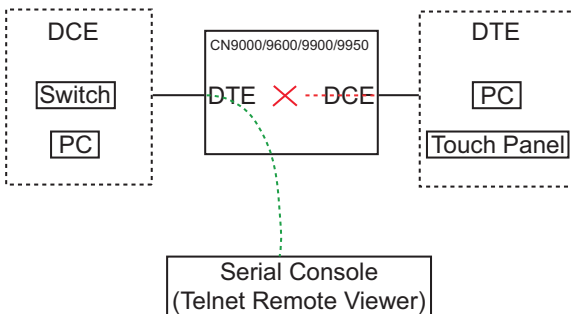 DCE
Switch
PC
CN9000/9600/9900/9950
DTE
DCE
DTE
PC
Touch Panel
Serial Console
(Telnet Remote Viewer)